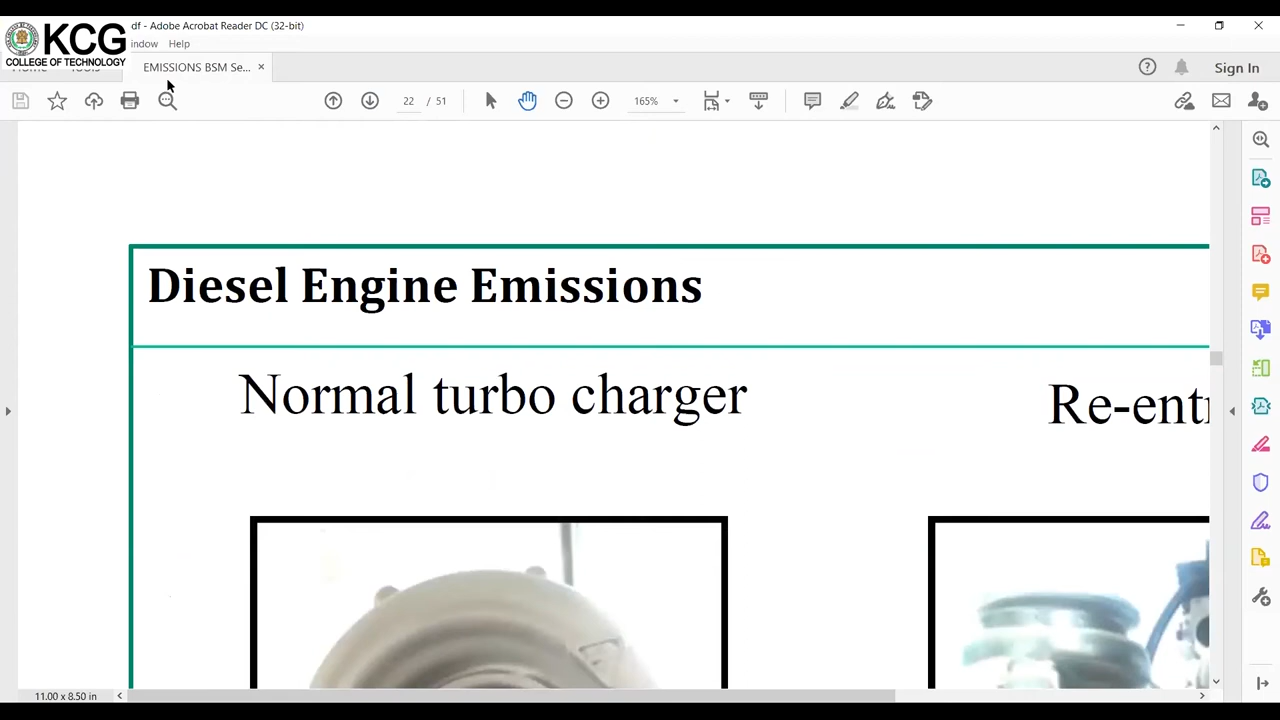 df - Adobe Acrobat Reader DC (32-bit)
KCG
COLLEGE OF TECHNOLOGY
indow Help
EMISSIONS BSM Se... ×
Sign In
22 / 51
165%
Diesel Engine Emissions
Normal turbo charger
Re-entr
11.00 x 8.50 in